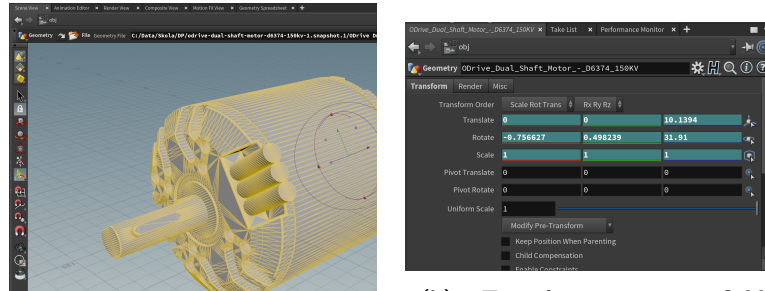 Scene View × Animation Editor × Render View × Composite View × Motion FX View × Geometry Spreadsheet × +
obj
Geometry File Geometry File C:/Data/Skola/DP/odrive-dual-shaft-motor-d6374-150kv-1.snapshot.1/ODrive Du
ODrive_Dual_Shaft_Motor_-_D6374_150KV × Take List × Performance Monitor × +
obj
Geometry ODrive_Dual_Shaft_Motor_-_D6374_150KV
Transform Render Misc
Transform Order Scale Rot Trans Rx Ry Rz
Translate 0 0 10.1394
Rotate -0.756627 0.498239 31.91
Scale 1 1 1
Pivot Translate 0 0 0
Pivot Rotate 0 0 0
Uniform Scale 1
Modify Pre-Transform
Keep Position When Parenting
Child Compensation
Enable Constraints